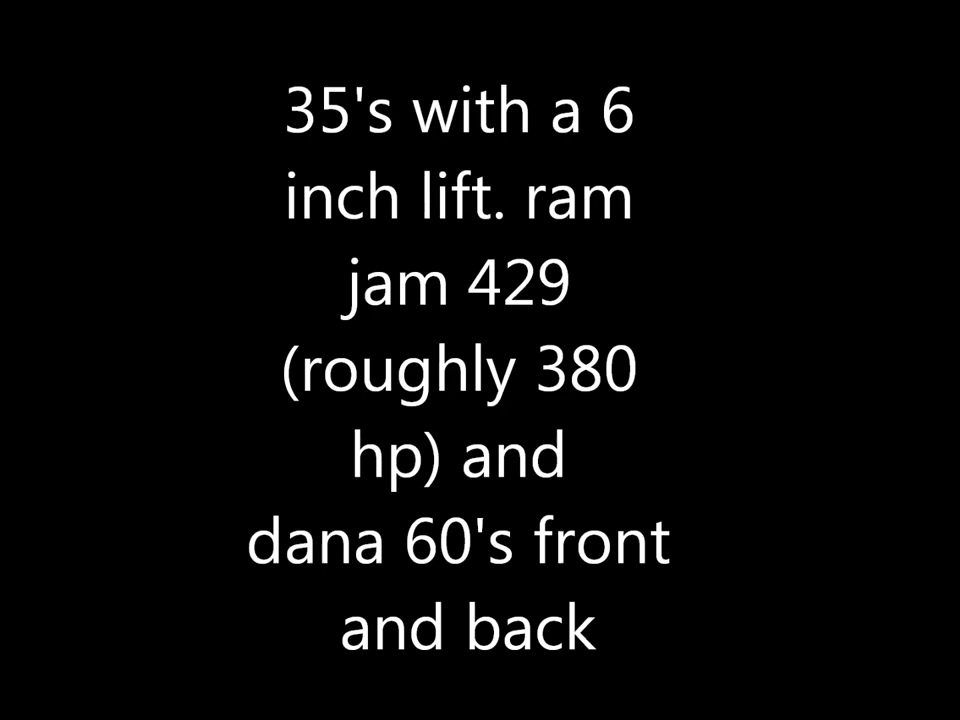 35's with a 6
inch lift. ram
jam 429
(roughly 380
hp) and
dana 60's front
and back